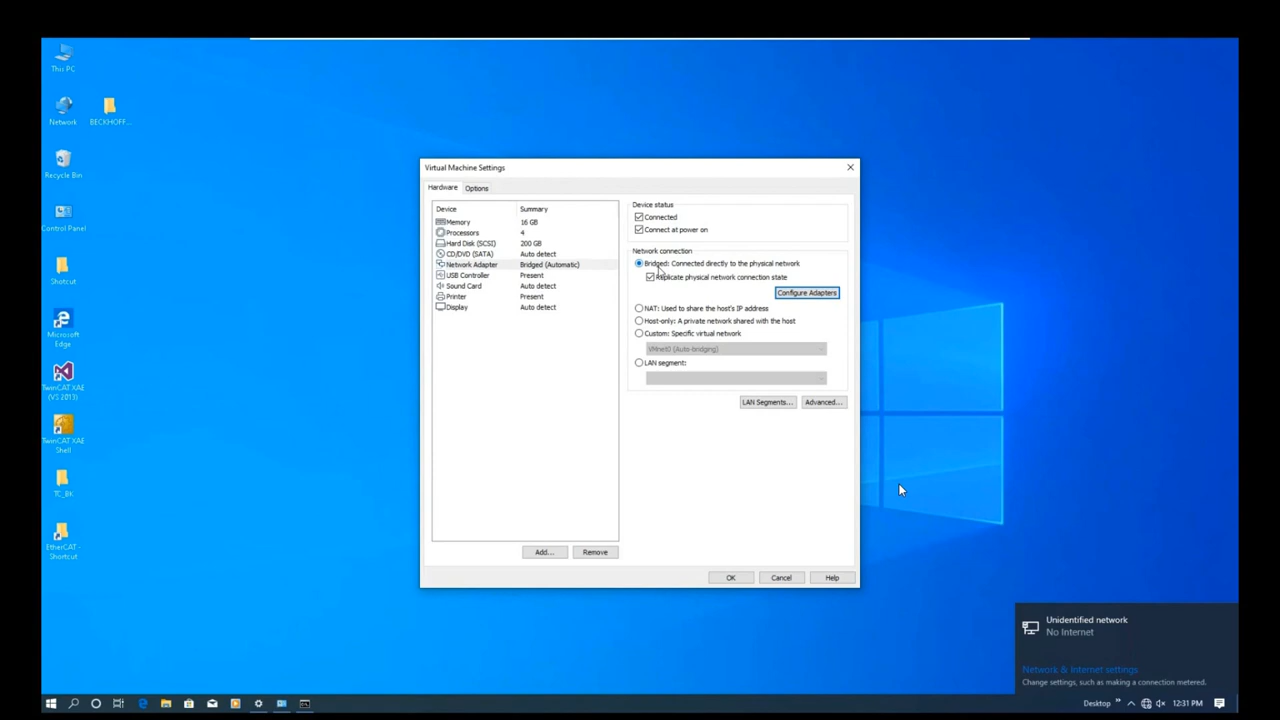 This PC
Network
BECKHOFF...
Recycle Bin
Control Panel
Shotcut
Microsoft
Edge
TwinCAT XAE
(VS 2013)
TwinCAT XAE
Shell
TC_BK
EtherCAT -
Shortcut
Virtual Machine Settings
Hardware
Options
Device
Summary
Memory
16 GB
Processors
4
Hard Disk (SCSI)
200 GB
CD/DVD (SATA)
Auto detect
Network Adapter
Bridged (Automatic)
USB Controller
Present
Sound Card
Auto detect
Printer
Present
Display
Auto detect
Add...
Remove
Device status
Connected
Connect at power on
Network connection
Bridged: Connected directly to the physical network
Replicate physical network connection state
Configure Adapters
NAT: Used to share the host's IP address
Host-only: A private network shared with the host
Custom: Specific virtual network
VMnet0 (Auto-bridging)
LAN segment:
LAN Segments...
Advanced...
OK
Cancel
Help
Unidentified network
No Internet
Network & Internet settings
Change settings, such as making a connection metered.
Desktop
12:31 PM